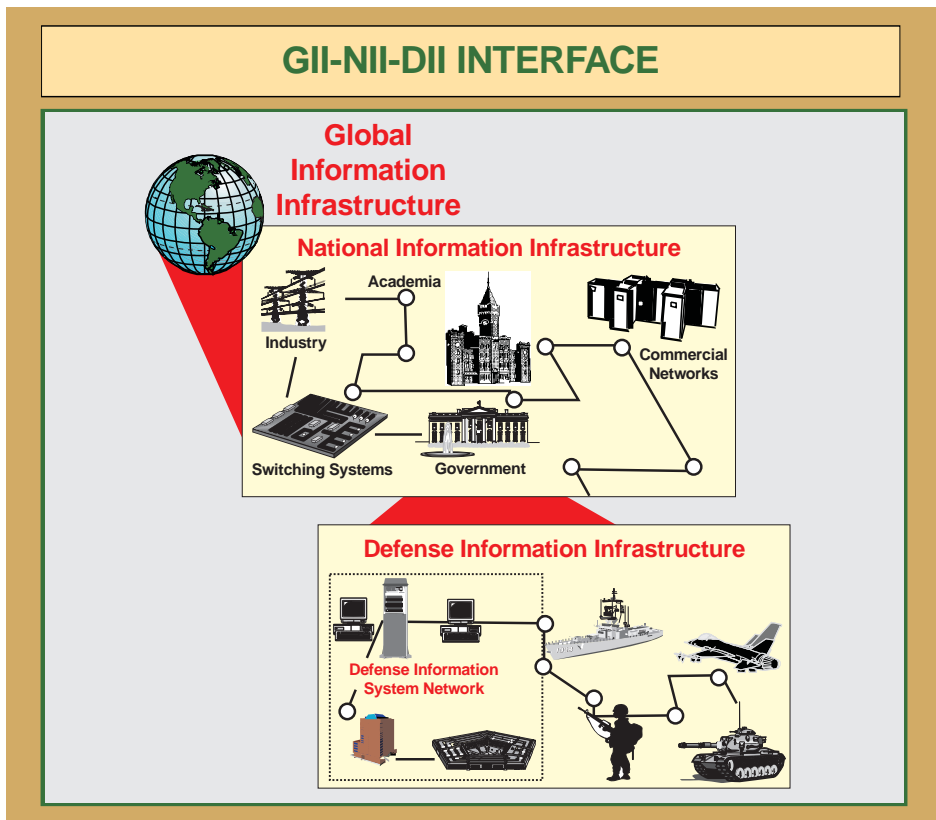 GII-NII-DII INTERFACE
Global
Information
Infrastructure
National Information Infrastructure
Academia
Industry
Commercial
Networks
Switching Systems
Government
Defense Information Infrastructure
Defense Information
System Network